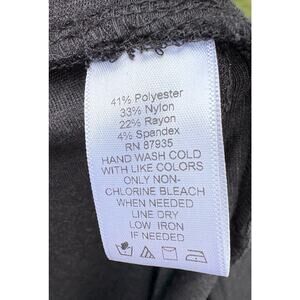 41% Polyester
33% Nylon
22% Rayon
4% Spandex
RN 87935
HAND WASH COLD
WITH LIKE COLORS
ONLY NON-
CHLORINE BLEACH
WHEN NEEDED
LINE DRY
LOW IRON
IF NEEDED